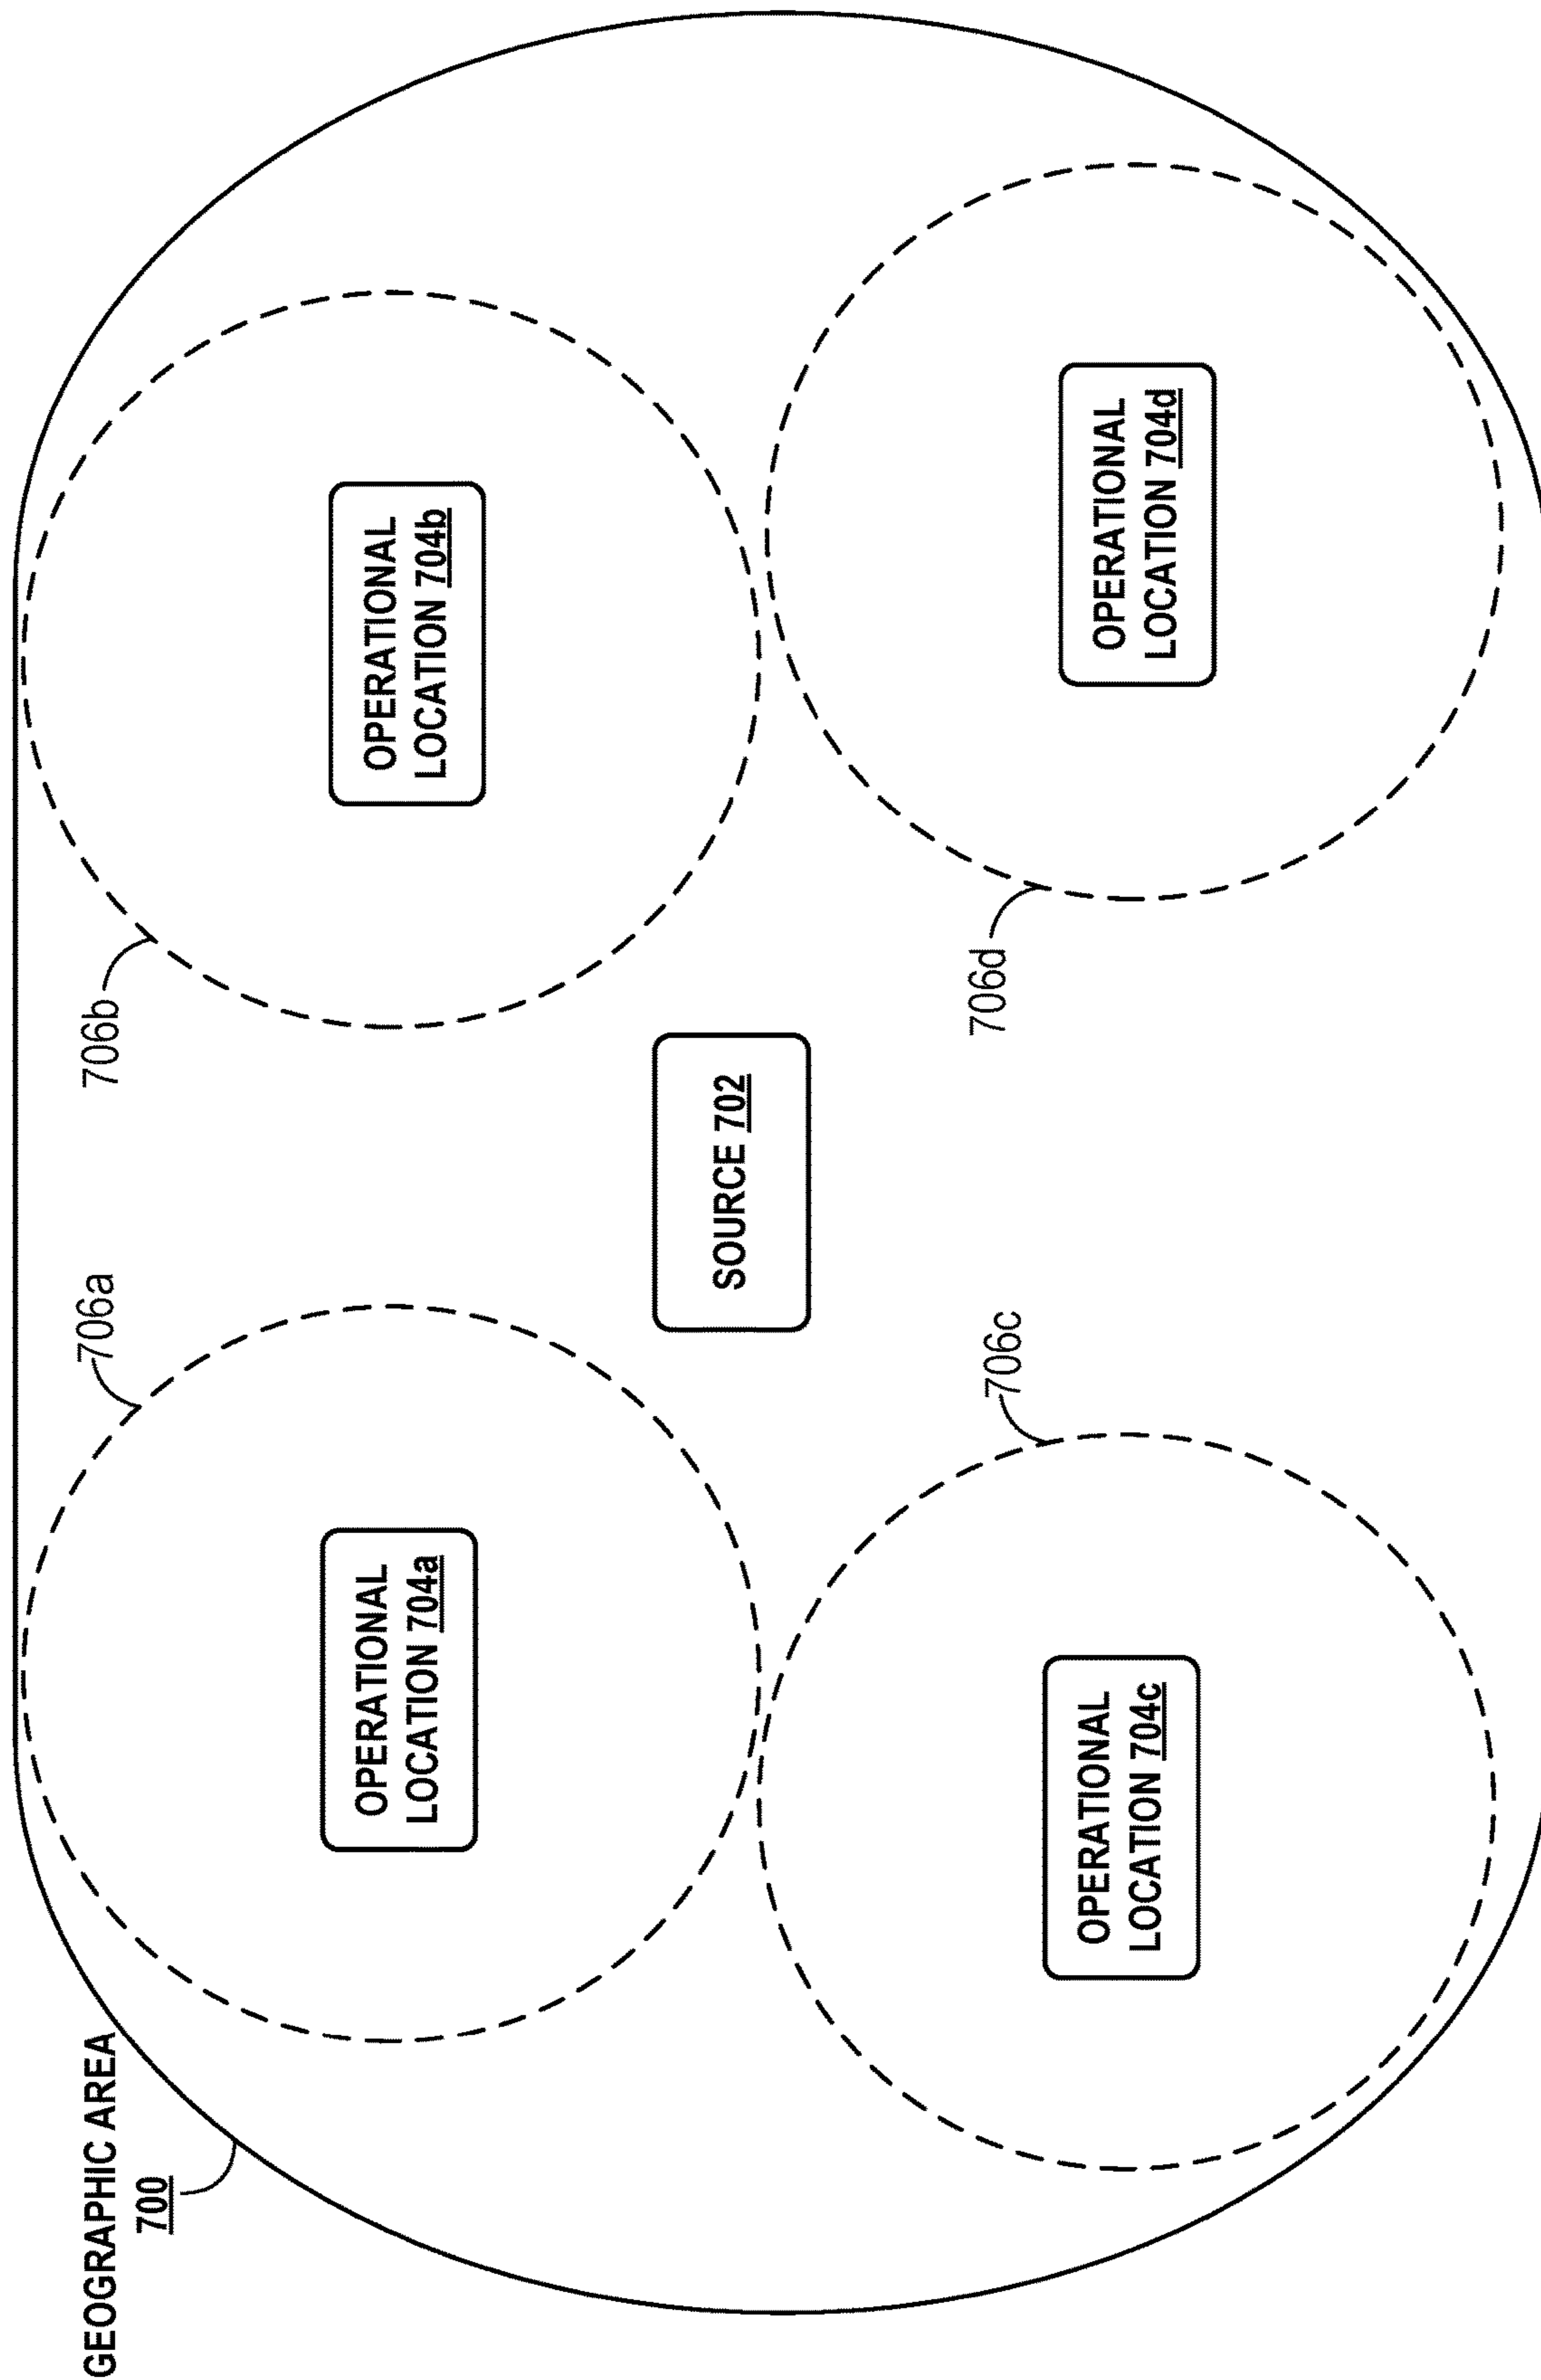 GEOGRAPHIC AREA
700
706a
706b
OPERATIONAL
LOCATION 704a
OPERATIONAL
LOCATION 704b
SOURCE 702
706c
706d
OPERATIONAL
LOCATION 704c
OPERATIONAL
LOCATION 704d